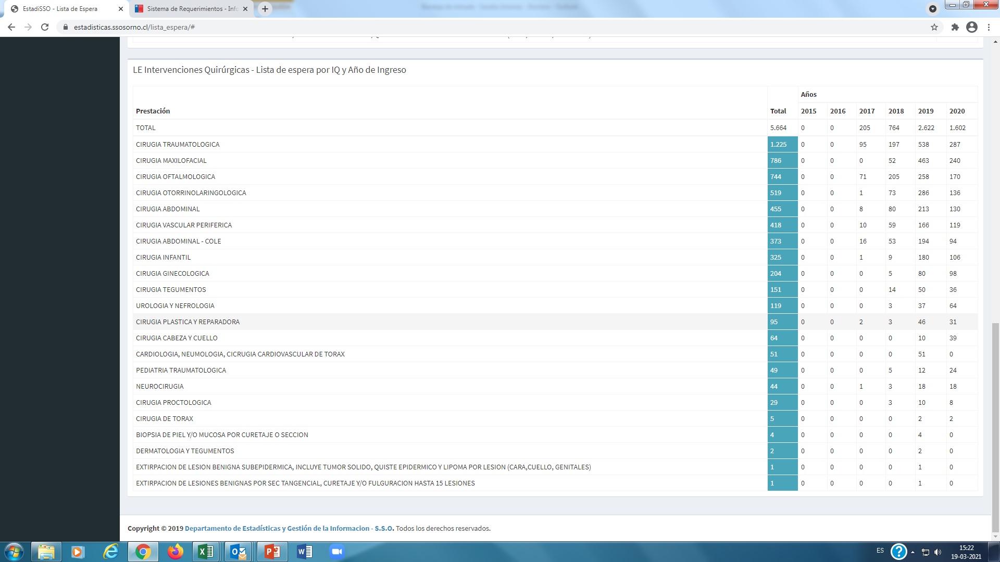 EstadiSSO - Lista de Espera
Sistema de Requerimientos - Info
estadisticas.ssosorno.cl/lista_espera/#
LE Intervenciones Quirúrgicas - Lista de espera por IQ y Año de Ingreso
Años
Prestación Total 2015 2016 2017 2018 2019 2020
TOTAL 5.664 0 0 205 764 2.622 1.602
CIRUGIA TRAUMATOLOGICA 1.225 0 0 95 197 538 287
CIRUGIA MAXILOFACIAL 786 0 0 0 52 463 240
CIRUGIA OFTALMOLOGICA 744 0 0 71 205 258 170
CIRUGIA OTORRINOLARINGOLOGICA 519 0 0 1 73 286 136
CIRUGIA ABDOMINAL 455 0 0 8 80 213 130
CIRUGIA VASCULAR PERIFERICA 418 0 0 10 59 166 119
CIRUGIA ABDOMINAL - COLE 373 0 0 16 53 194 94
CIRUGIA INFANTIL 325 0 0 1 9 180 106
CIRUGIA GINECOLOGICA 204 0 0 0 5 80 98
CIRUGIA TEGUMENTOS 151 0 0 0 14 50 36
UROLOGIA Y NEFROLOGIA 119 0 0 0 3 37 64
CIRUGIA PLASTICA Y REPARADORA 95 0 0 2 3 46 31
CIRUGIA CABEZA Y CUELLO 64 0 0 0 0 10 39
CARDIOLOGIA, NEUMOLOGIA, CICRUGIA CARDIOVASCULAR DE TORAX 51 0 0 0 0 51 0
PEDIATRIA TRAUMATOLOGICA 49 0 0 0 5 12 24
NEUROCIRUGIA 44 0 0 1 3 18 18
CIRUGIA PROCTOLOGICA 29 0 0 0 3 10 8
CIRUGIA DE TORAX 5 0 0 0 0 2 2
BIOPSIA DE PIEL Y/O MUCOSA POR CURETAJE O SECCION 4 0 0 0 0 4 0
DERMATOLOGIA Y TEGUMENTOS 2 0 0 0 0 2 0
EXTIRPACION DE LESION BENIGNA SUBEPIDERMICA, INCLUYE TUMOR SOLIDO, QUISTE EPIDERMICO Y LIPOMA POR LESION (CARA,CUELLO, GENITALES) 1 0 0 0 0 1 0
EXTIRPACION DE LESIONES BENIGNAS POR SEC TANGENCIAL, CURETAJE Y/O FULGURACION HASTA 15 LESIONES 1 0 0 0 0 1 0
Copyright © 2019 Departamento de Estadísticas y Gestión de la Informacion - S.S.O. Todos los derechos reservados.
ES
15:22
19-03-2021